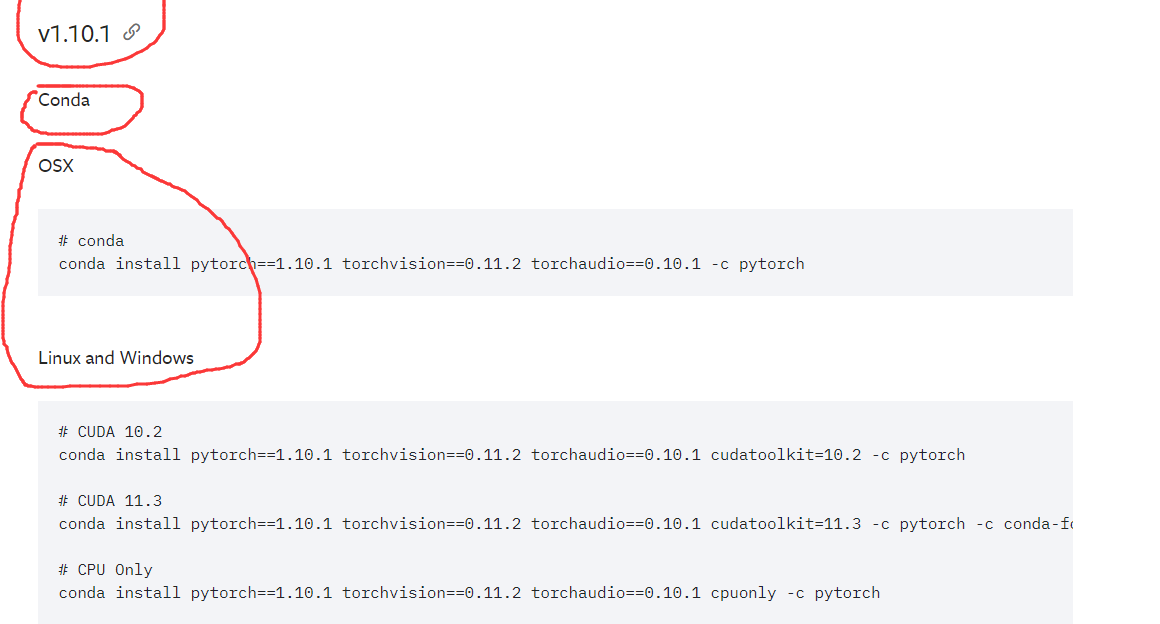 v1.10.1
Conda
OSX
# conda
conda install pytorch==1.10.1 torchvision==0.11.2 torchaudio==0.10.1 -c pytorch
Linux and Windows
# CUDA 10.2
conda install pytorch==1.10.1 torchvision==0.11.2 torchaudio==0.10.1 cudatoolkit=10.2 -c pytorch
# CUDA 11.3
conda install pytorch==1.10.1 torchvision==0.11.2 torchaudio==0.10.1 cudatoolkit=11.3 -c pytorch -c
# CPU Only
conda install pytorch==1.10.1 torchvision==0.11.2 torchaudio==0.10.1 cpuonly -c pytorch